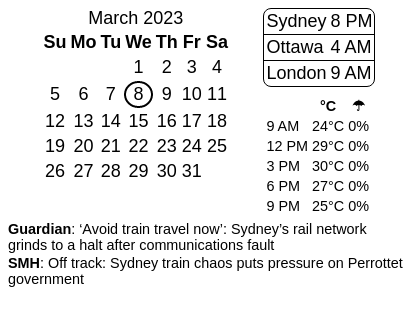 March 2023
Su Mo Tu We Th Fr Sa
1 2 3 4
5 6 7 8 9 10 11
12 13 14 15 16 17 18
19 20 21 22 23 24 25
26 27 28 29 30 31
Sydney 8 PM
Ottawa 4 AM
London 9 AM
°C ☂
9 AM 24°C 0%
12 PM 29°C 0%
3 PM 30°C 0%
6 PM 27°C 0%
9 PM 25°C 0%
Guardian: ‘Avoid train travel now’: Sydney’s rail network
grinds to a halt after communications fault
SMH: Off track: Sydney train chaos puts pressure on Perrottet
government